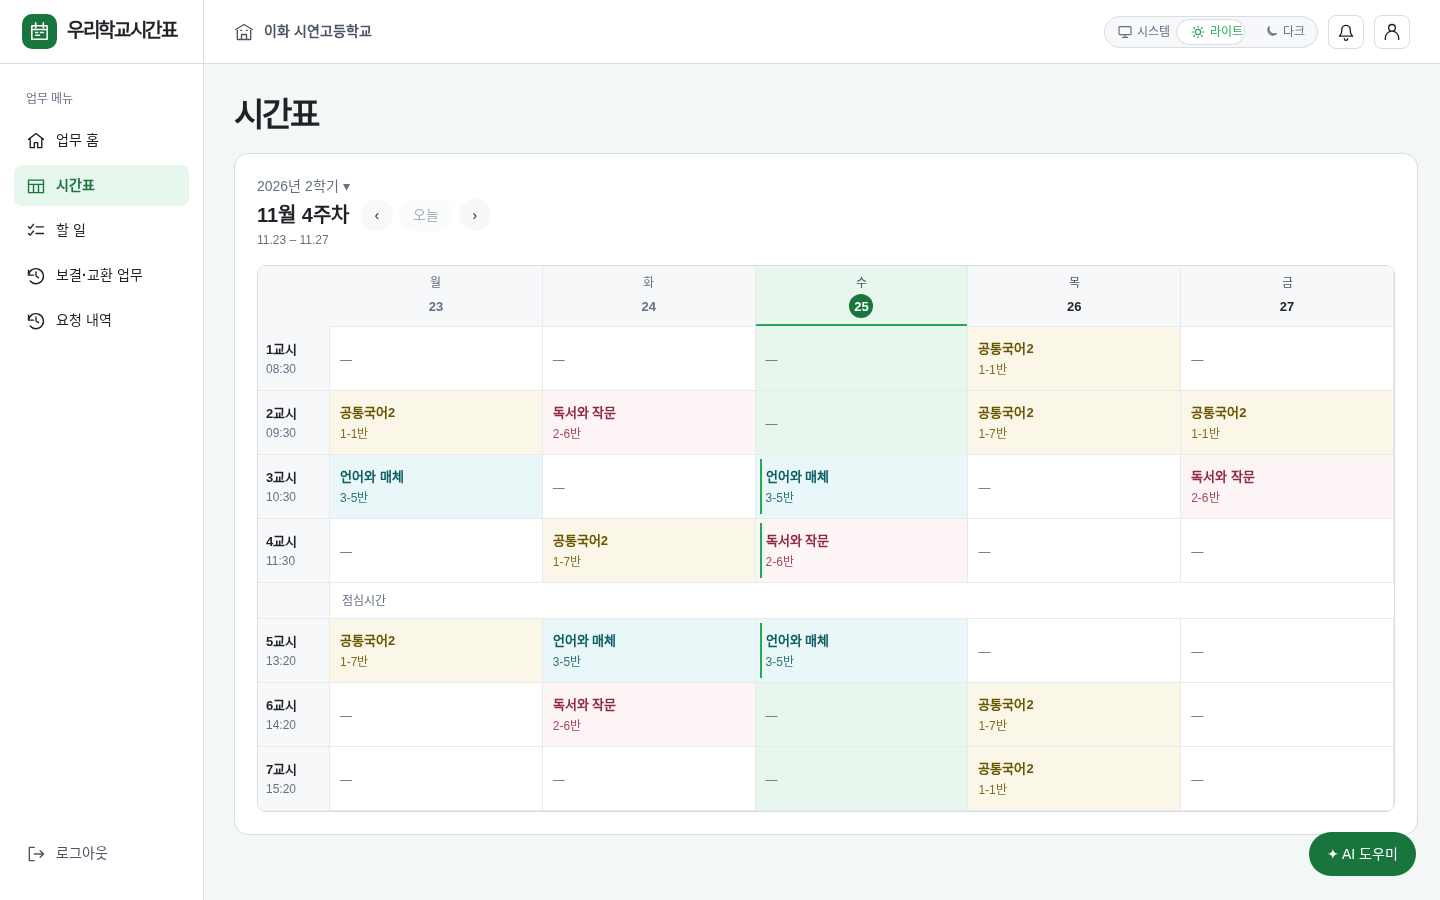 우리학교시간표
이화 시연고등학교
시스템 라이트 다크
업무 메뉴
업무 홈
시간표
할 일
보결·교환 업무
요청 내역
로그아웃
시간표
2026년 2학기 ▾
11월 4주차 ‹ 오늘 ›
11.23 – 11.27
월 화 수 목 금
23 24 25 26 27
1교시 — — — 공통국어2 —
08:30 1-1반
2교시 공통국어2 독서와 작문 — 공통국어2 공통국어2
09:30 1-1반 2-6반 1-7반 1-1반
3교시 언어와 매체 — 언어와 매체 — 독서와 작문
10:30 3-5반 3-5반 2-6반
4교시 — 공통국어2 독서와 작문 — —
11:30 1-7반 2-6반
점심시간
5교시 공통국어2 언어와 매체 언어와 매체 — —
13:20 1-7반 3-5반 3-5반
6교시 — 독서와 작문 — 공통국어2 —
14:20 2-6반 1-7반
7교시 — — — 공통국어2 —
15:20 1-1반
✦ AI 도우미